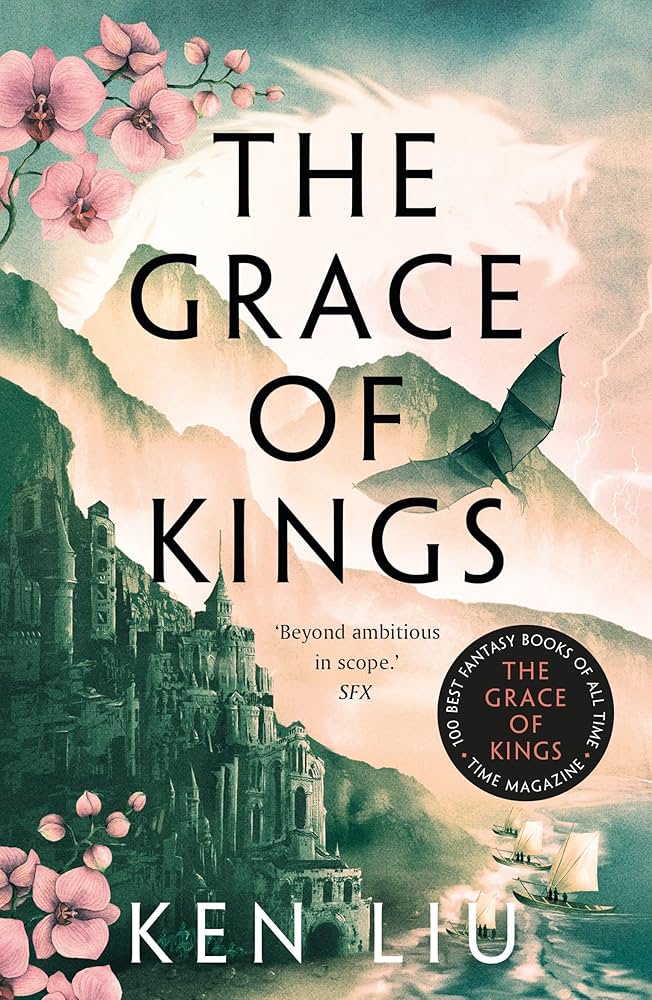 THE
GRACE
OF
KINGS
'Beyond ambitious
in scope.'
SFX
100 BEST FANTASY BOOKS OF ALL TIME
THE
GRACE
OF
KINGS
• TIME MAGAZINE •
KEN LIU